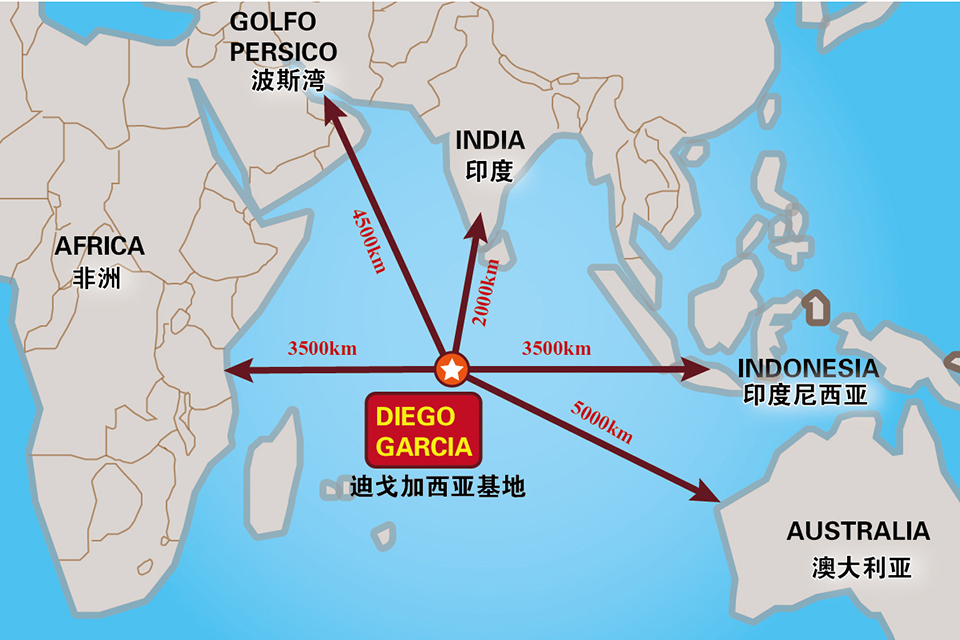 GOLFO
PERSICO
波斯湾
INDIA
印度
4500km
AFRICA
非洲
2000km
3500km
3500km
INDONESIA
印度尼西亚
DIEGO
GARCIA
5000km
迪戈加西亚基地
AUSTRALIA
澳大利亚